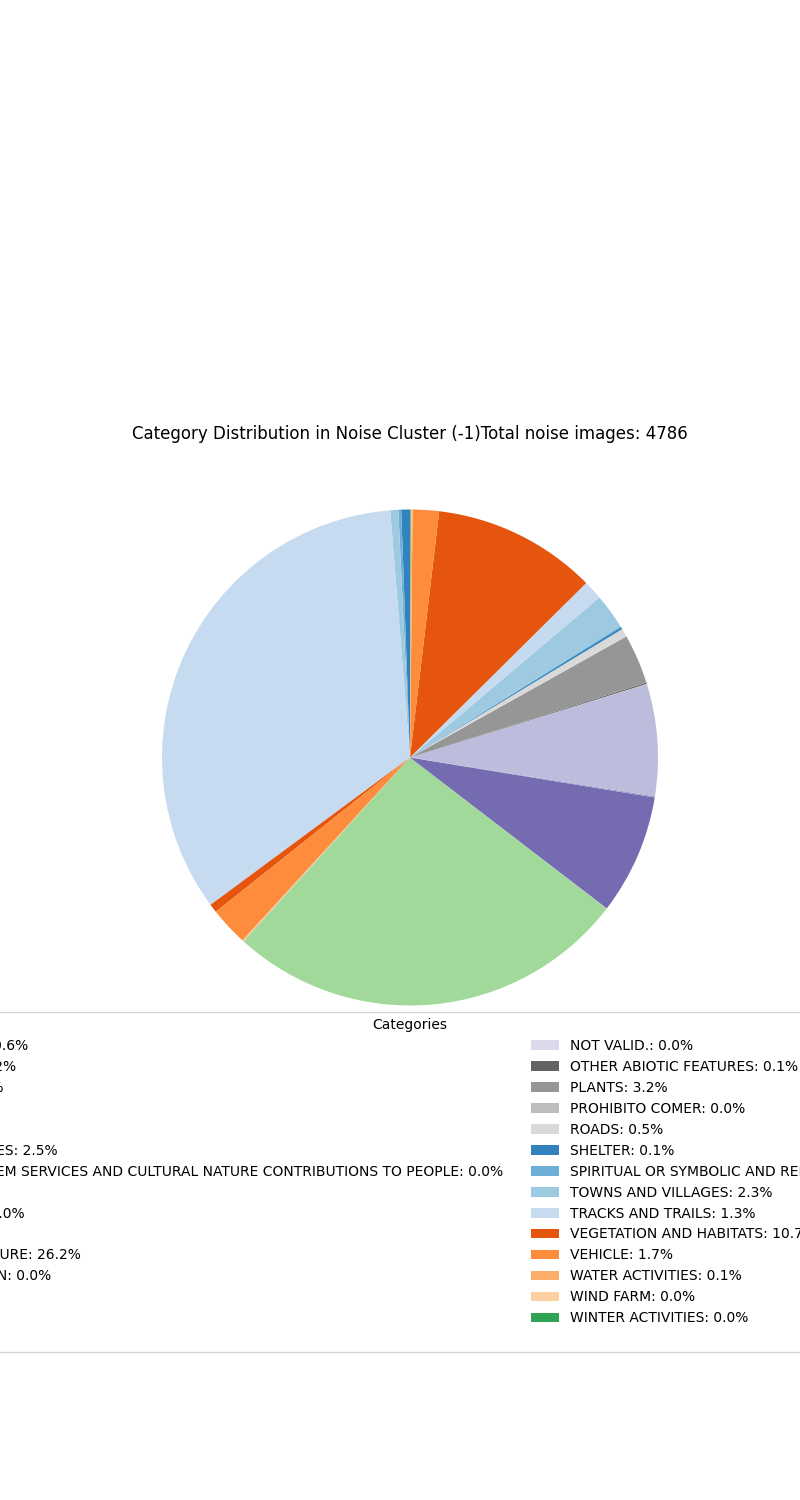 Category Distribution in Noise Cluster (-1)Total noise images: 4786
Categories
.6%
2%
%
ES: 2.5%
EM SERVICES AND CULTURAL NATURE CONTRIBUTIONS TO PEOPLE: 0.0%
.0%
URE: 26.2%
N: 0.0%
NOT VALID.: 0.0%
OTHER ABIOTIC FEATURES: 0.1%
PLANTS: 3.2%
PROHIBITO COMER: 0.0%
ROADS: 0.5%
SHELTER: 0.1%
SPIRITUAL OR SYMBOLIC AND
TOWNS AND VILLAGES: 2.3%
TRACKS AND TRAILS: 1.3%
VEGETATION AND HABITATS: 10.7
VEHICLE: 1.7%
WATER ACTIVITIES: 0.1%
WIND FARM: 0.0%
WINTER ACTIVITIES: 0.0%